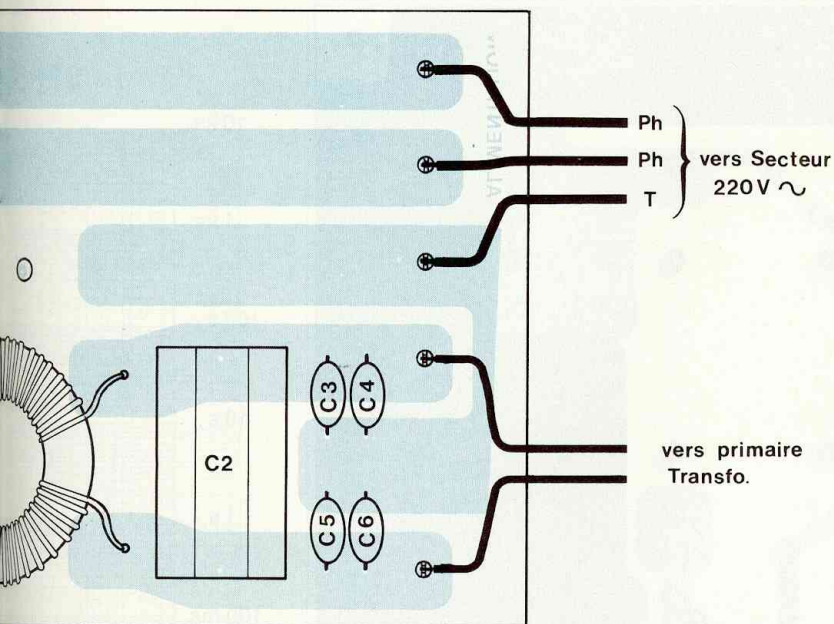 Ph
Ph
T
vers Secteur
220V ∿
C3
C4
C2
C5
C6
vers primaire
Transfo.